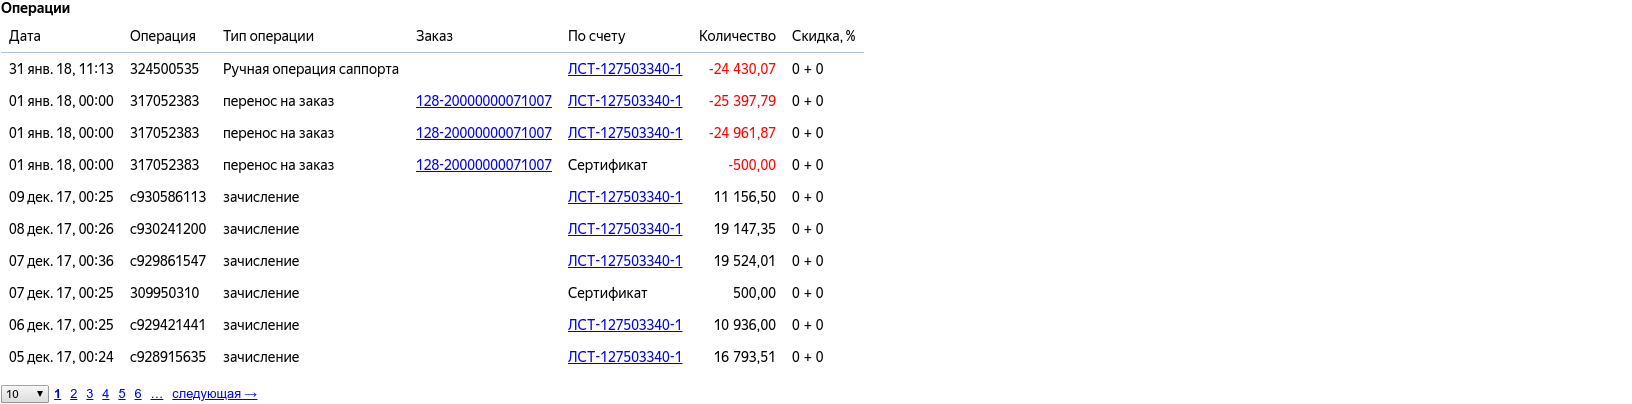 Операции
Дата Операция Тип операции Заказ По счету Количество Скидка, %
31 янв. 18, 11:13 324500535 Ручная операция саппорта ЛСТ-127503340-1 -24 430,07 0 + 0
01 янв. 18, 00:00 317052383 перенос на заказ 128-20000000071007 ЛСТ-127503340-1 -25 397,79 0 + 0
01 янв. 18, 00:00 317052383 перенос на заказ 128-20000000071007 ЛСТ-127503340-1 -24 961,87 0 + 0
01 янв. 18, 00:00 317052383 перенос на заказ 128-20000000071007 Сертификат -500,00 0 + 0
09 дек. 17, 00:25 c930586113 зачисление ЛСТ-127503340-1 11 156,50 0 + 0
08 дек. 17, 00:26 c930241200 зачисление ЛСТ-127503340-1 19 147,35 0 + 0
07 дек. 17, 00:36 c929861547 зачисление ЛСТ-127503340-1 19 524,01 0 + 0
07 дек. 17, 00:25 309950310 зачисление Сертификат 500,00 0 + 0
06 дек. 17, 00:25 c929421441 зачисление ЛСТ-127503340-1 10 936,00 0 + 0
05 дек. 17, 00:24 c928915635 зачисление ЛСТ-127503340-1 16 793,51 0 + 0
10 ▼ 1 2 3 4 5 6 … следующая →